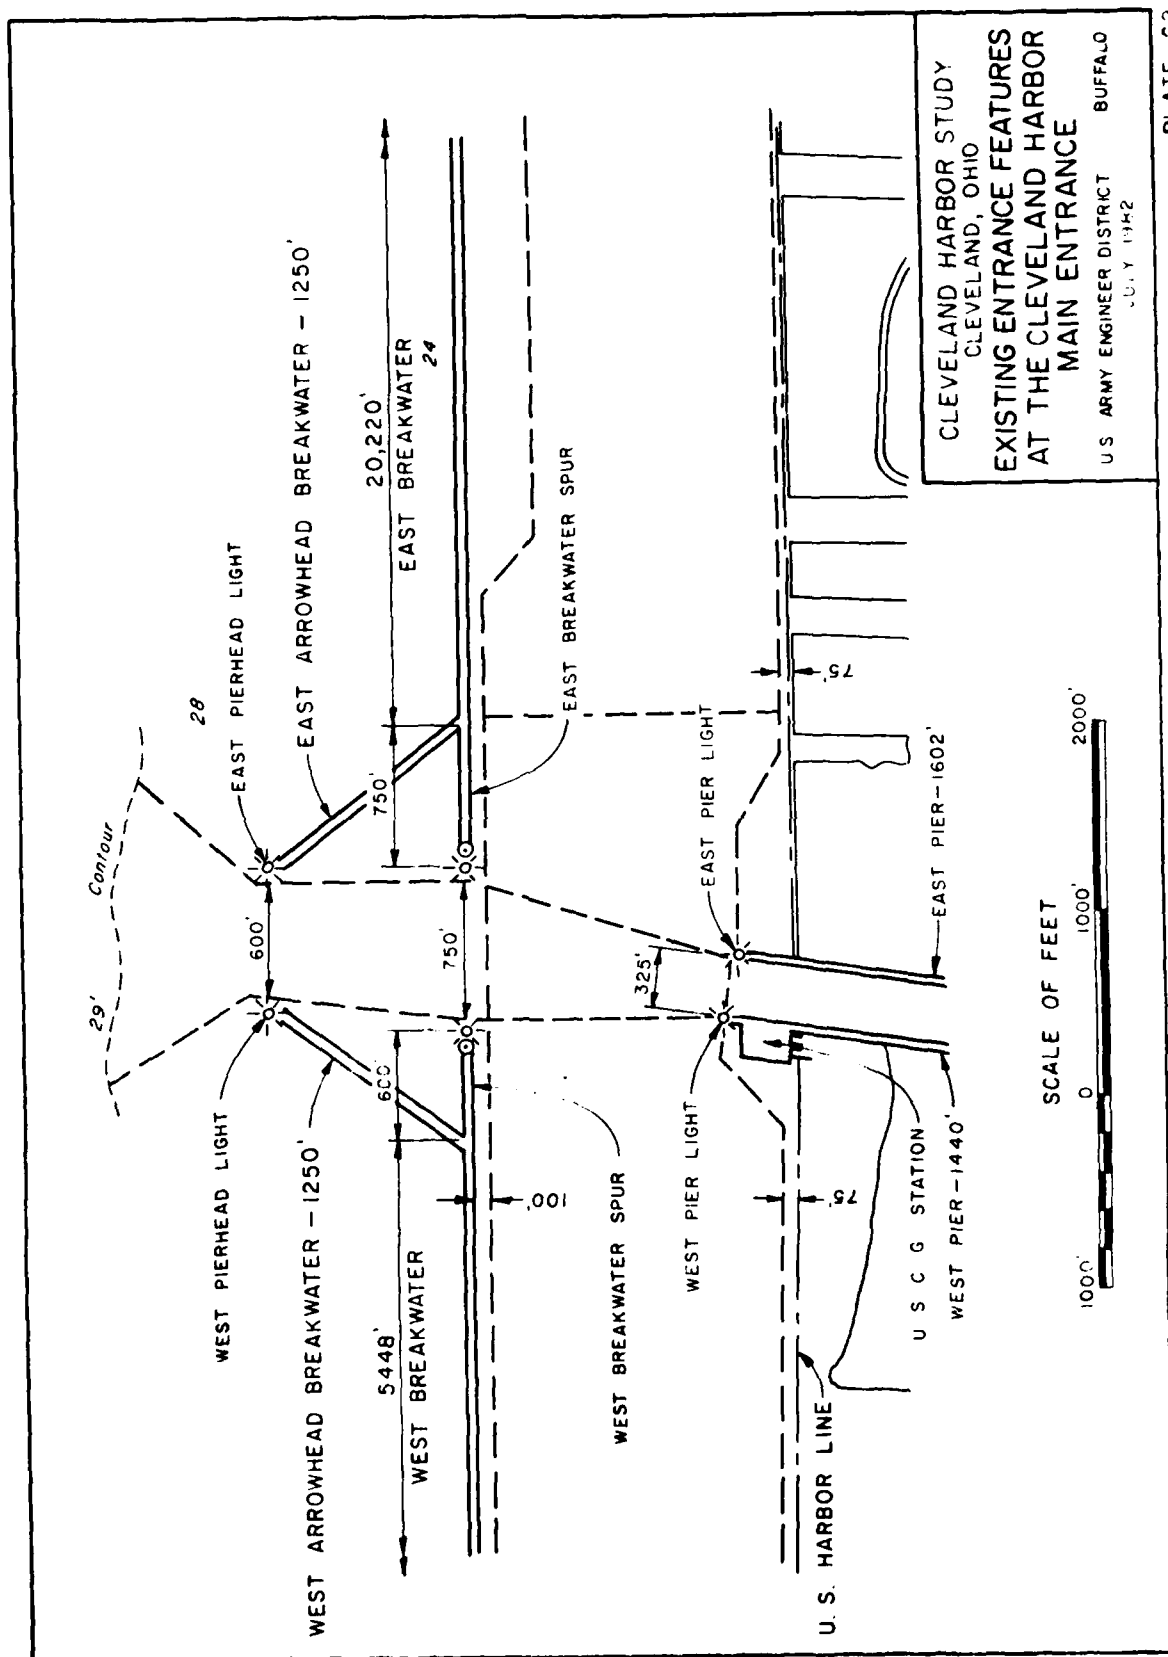 29'
Contour
28
WEST PIERHEAD LIGHT
600'
EAST PIERHEAD LIGHT
WEST ARROWHEAD BREAKWATER – 1250'
EAST ARROWHEAD BREAKWATER – 1250'
5448'
WEST BREAKWATER
600
750'
750'
20,220'
EAST BREAKWATER
24
100'
WEST BREAKWATER SPUR
EAST BREAKWATER SPUR
325'
WEST PIER LIGHT
EAST PIER LIGHT
75'
75'
U.S. HARBOR LINE
U S C G STATION
WEST PIER–1440'
EAST PIER–1602'
SCALE OF FEET
1000'
0
1000'
2000'
CLEVELAND HARBOR STUDY
CLEVELAND, OHIO
EXISTING ENTRANCE FEATURES
AT THE CLEVELAND HARBOR
MAIN ENTRANCE
U S ARMY ENGINEER DISTRICT BUFFALO
JULY 1982